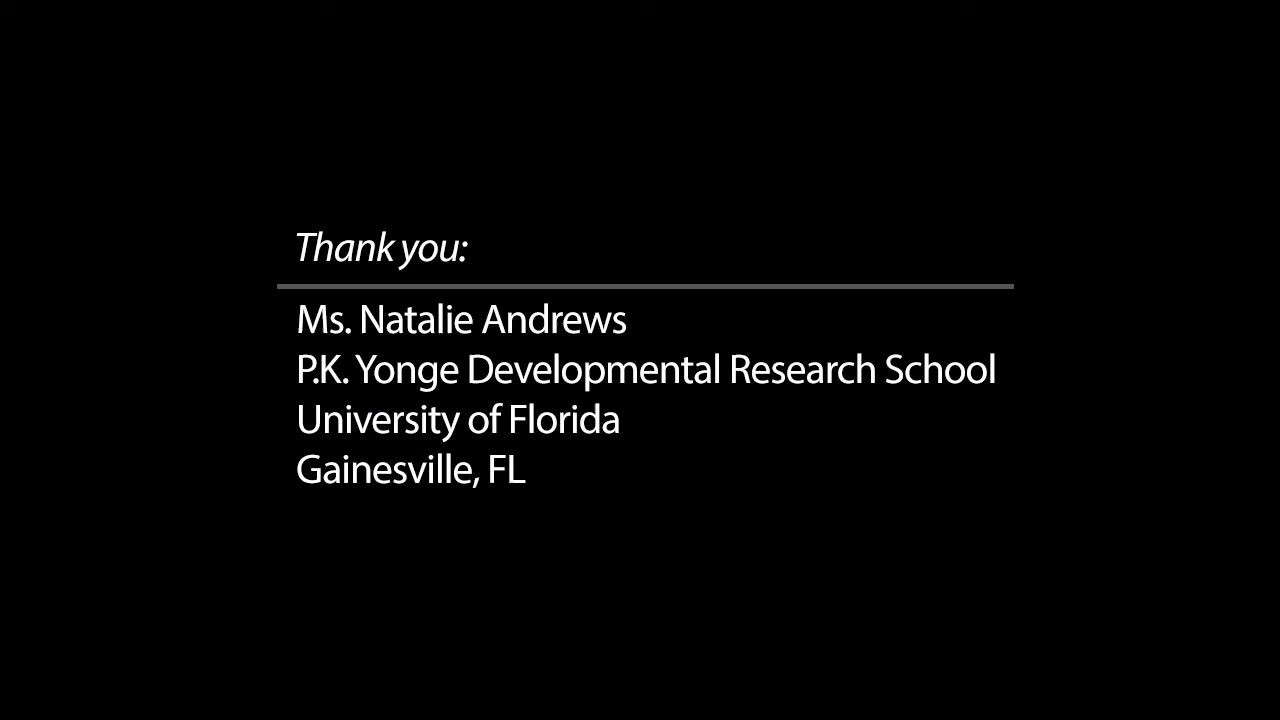 Thank you:
Ms. Natalie Andrews
P.K. Yonge Developmental Research School
University of Florida
Gainesville, FL